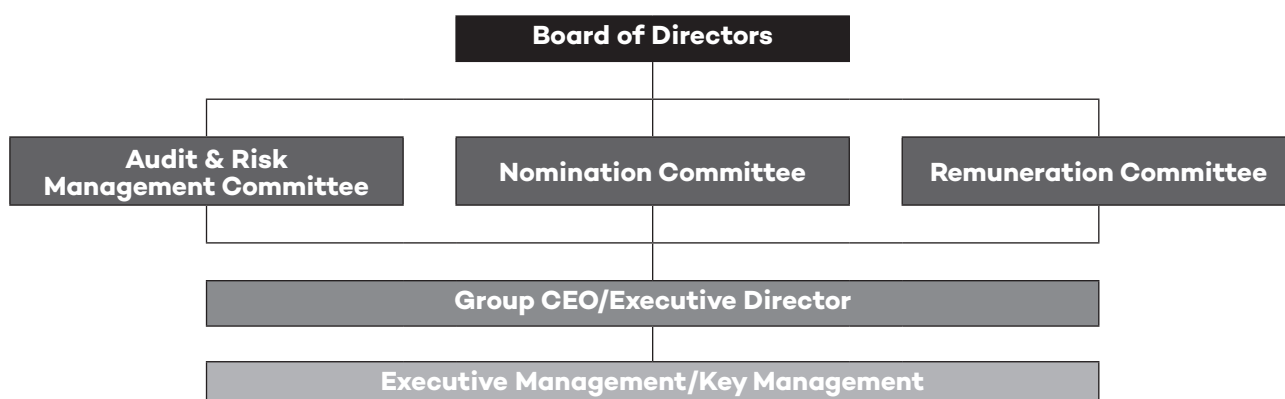 Board of Directors
Audit & Risk
Management Committee
Nomination Committee
Remuneration Committee
Group CEO/Executive Director
Executive Management/Key Management